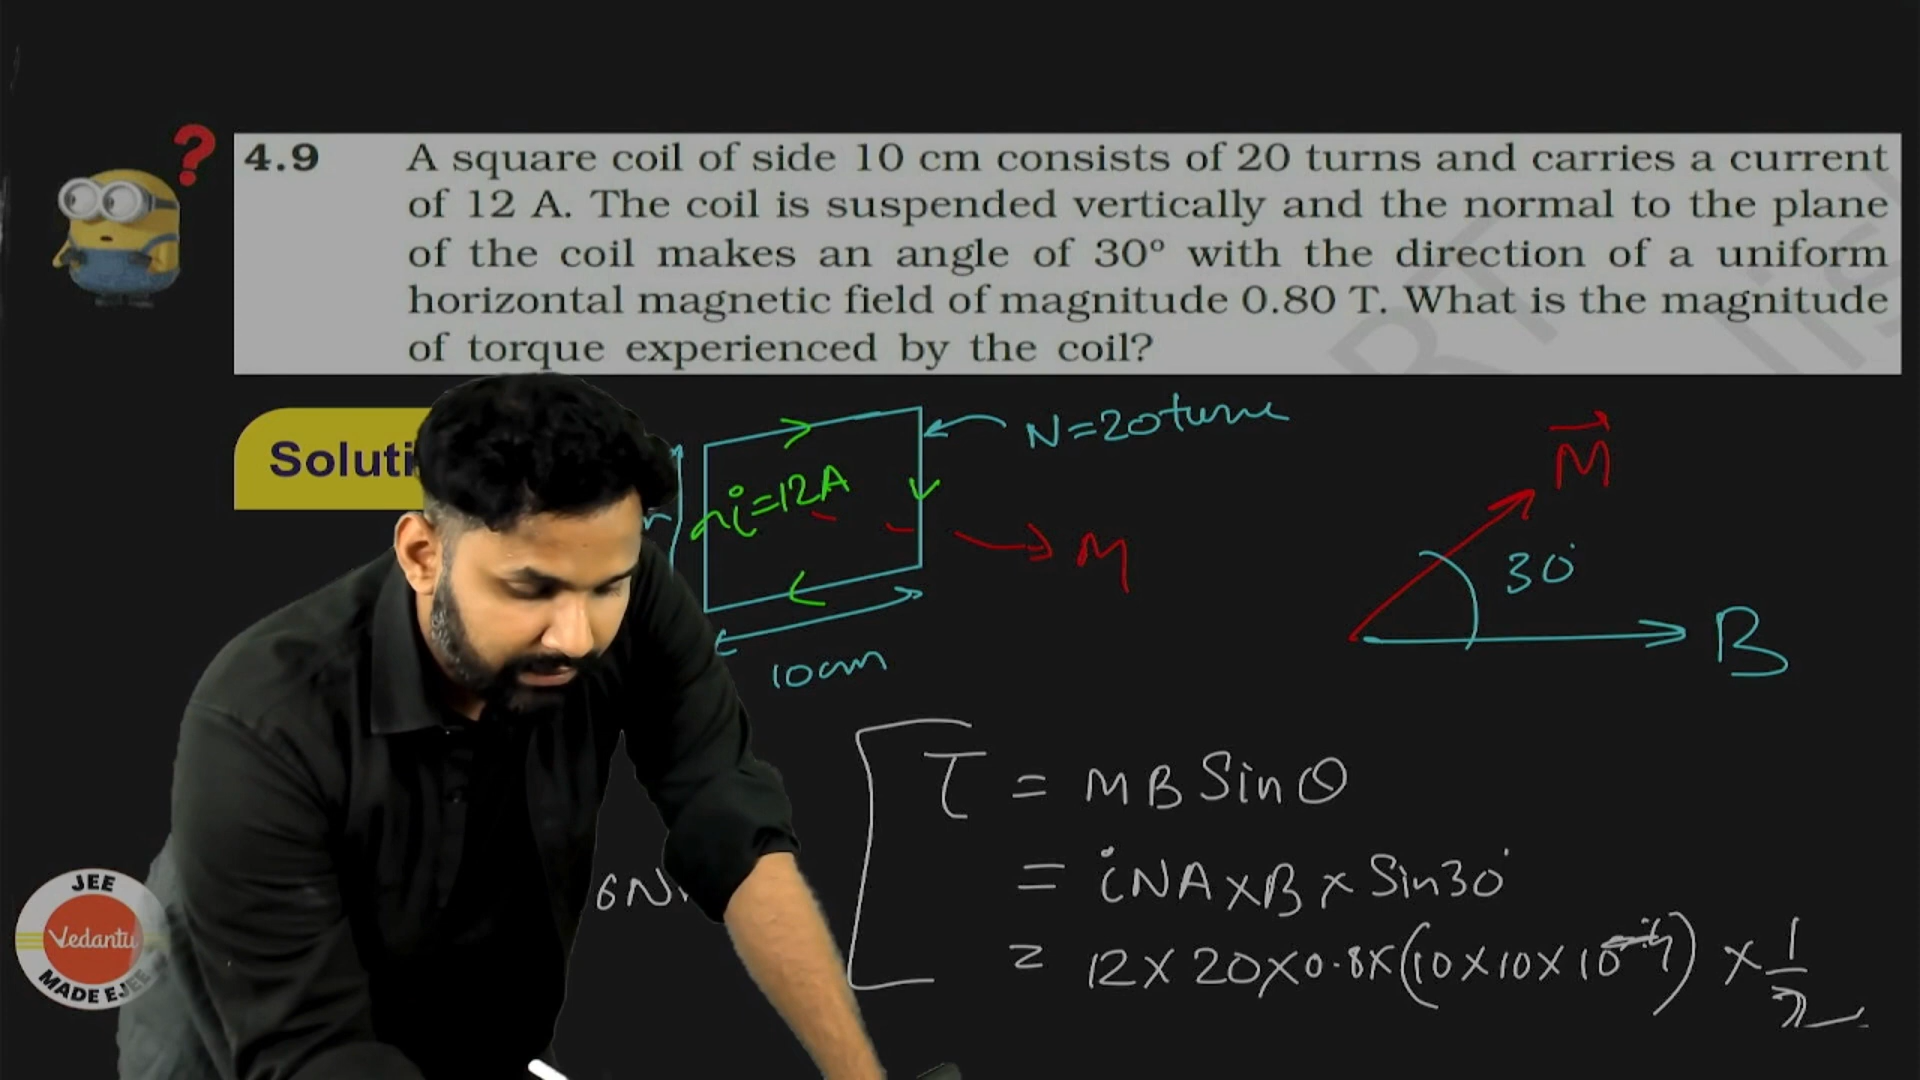 4.9 A square coil of side 10 cm consists of 20 turns and carries a current
of 12 A. The coil is suspended vertically and the normal to the plane
of the coil makes an angle of 30° with the direction of a uniform
horizontal magnetic field of magnitude 0.80 T. What is the magnitude
of torque experienced by the coil?
Soluti
N=20turns
i=12A
M
10cm
M
30°
B
τ = MB Sin θ
= iNA×B×Sin30°
= 12×20×0.8×(10×10×10⁻⁴)×1/2
6N
JEE
Vedantu
MADE EJEE